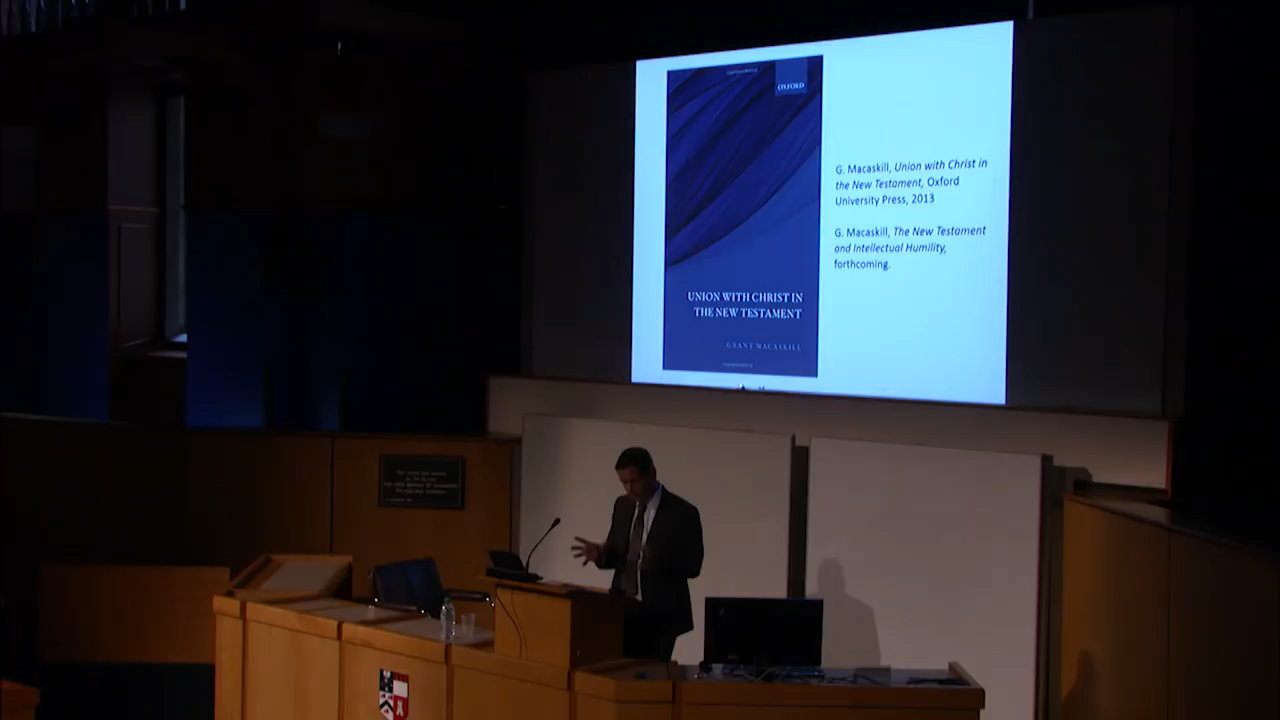 OXFORD
UNION WITH CHRIST IN
THE NEW TESTAMENT
GRANT MACASKILL
G. Macaskill, Union with Christ in
the New Testament, Oxford
University Press, 2013
G. Macaskill, The New Testament
and Intellectual Humility,
forthcoming.